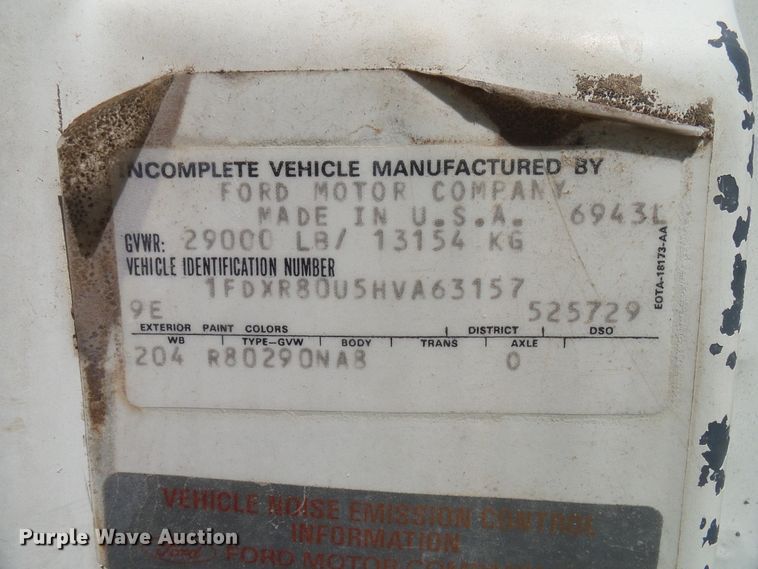 INCOMPLETE VEHICLE MANUFACTURED BY
FORD MOTOR COMPANY
MADE IN U.S.A. 6943L
GVWR: 29000 LB/ 13154 KG
VEHICLE IDENTIFICATION NUMBER
1FDXR80U5HVA63157
9E 525729
EXTERIOR PAINT COLORS DISTRICT DSO
WB TYPE-GVW BODY TRANS AXLE
204 R80290NA8 0
EOTA-18173-AA
VEHICLE NOISE EMISSION CONTROL
INFORMATION
Ford FORD MOTOR COMPANY
Purple Wave Auction